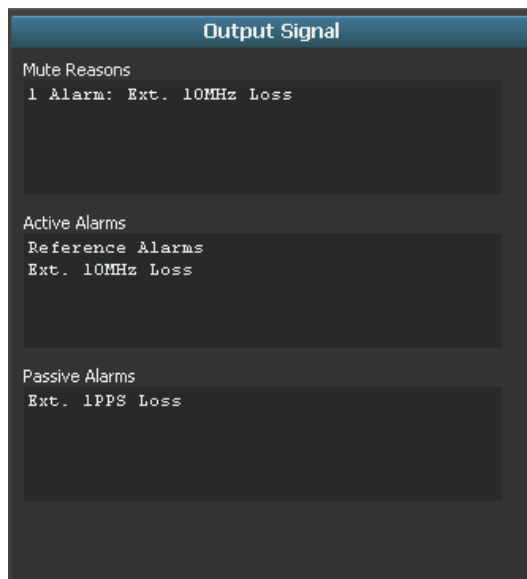 Output Signal
Mute Reasons
1 Alarm: Ext. 10MHz Loss
Active Alarms
Reference Alarms
Ext. 10MHz Loss
Passive Alarms
Ext. 1PPS Loss